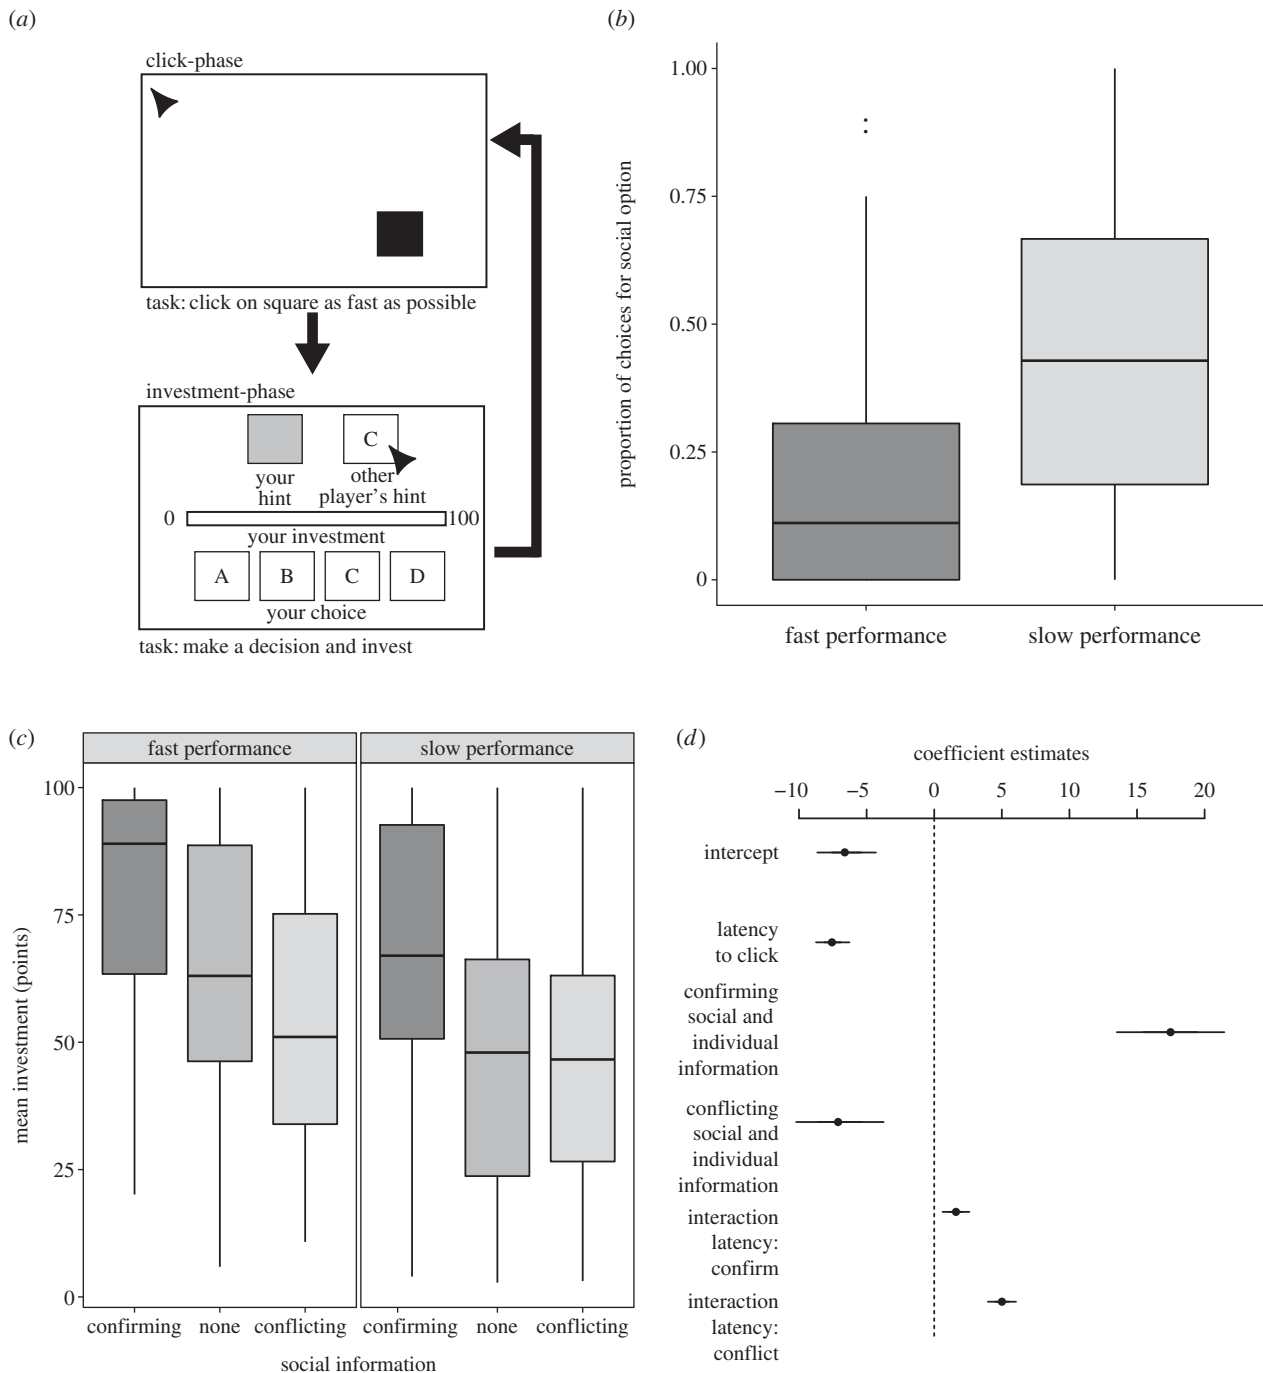 (a)
click-phase
task: click on square as fast as possible
investment-phase
C
your
hint
other
player's hint
0
100
your investment
A B C D
your choice
task: make a decision and invest
(b)
proportion of choices for social option
1.00
0.75
0.50
0.25
0
fast performance
slow performance
(c)
fast performance
slow performance
mean investment (points)
100
75
50
25
0
confirming none conflicting
confirming none conflicting
social information
(d)
coefficient estimates
−10 −5 0 5 10 15 20
intercept
latency
to click
confirming
social and
individual
information
conflicting
social and
individual
information
interaction
latency:
confirm
interaction
latency:
conflict